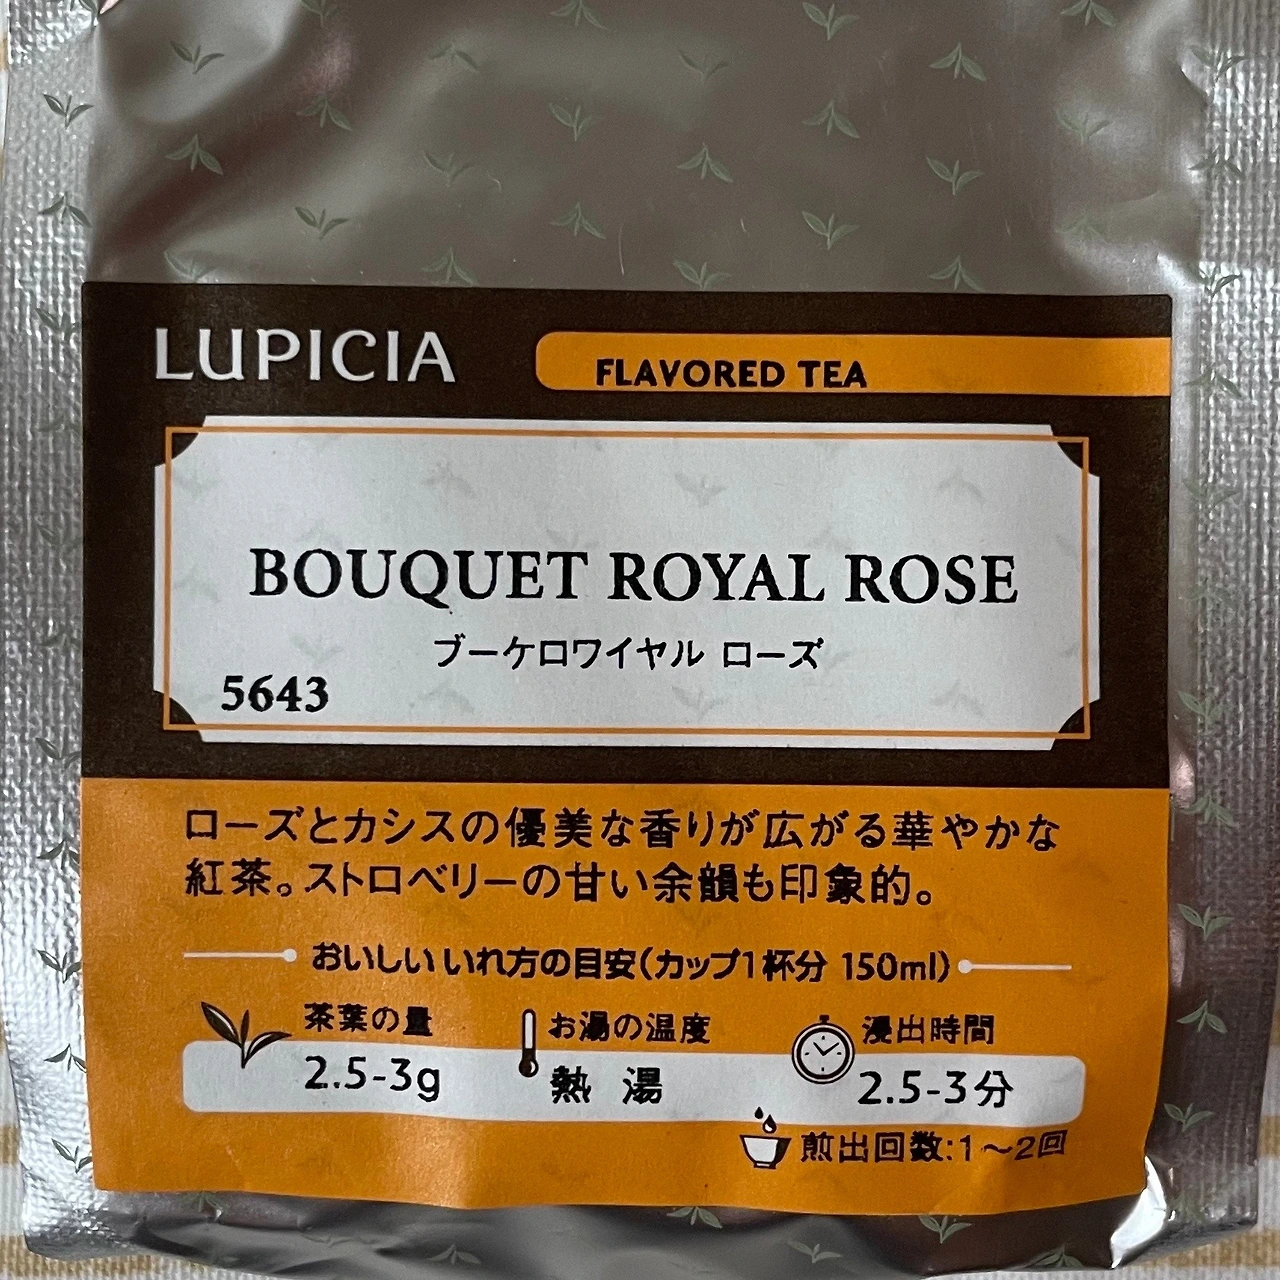 LUPICIA
FLAVORED TEA
BOUQUET ROYAL ROSE
ブーケロワイヤル ローズ
5643
ローズとカシスの優美な香りが広がる華やかな
紅茶。ストロベリーの甘い余韻も印象的。
おいしいいれ方の目安(カップ1杯分 150ml)
茶葉の量
2.5-3g
お湯の温度
熱 湯
浸出時間
2.5-3分
煎出回数:1〜2回